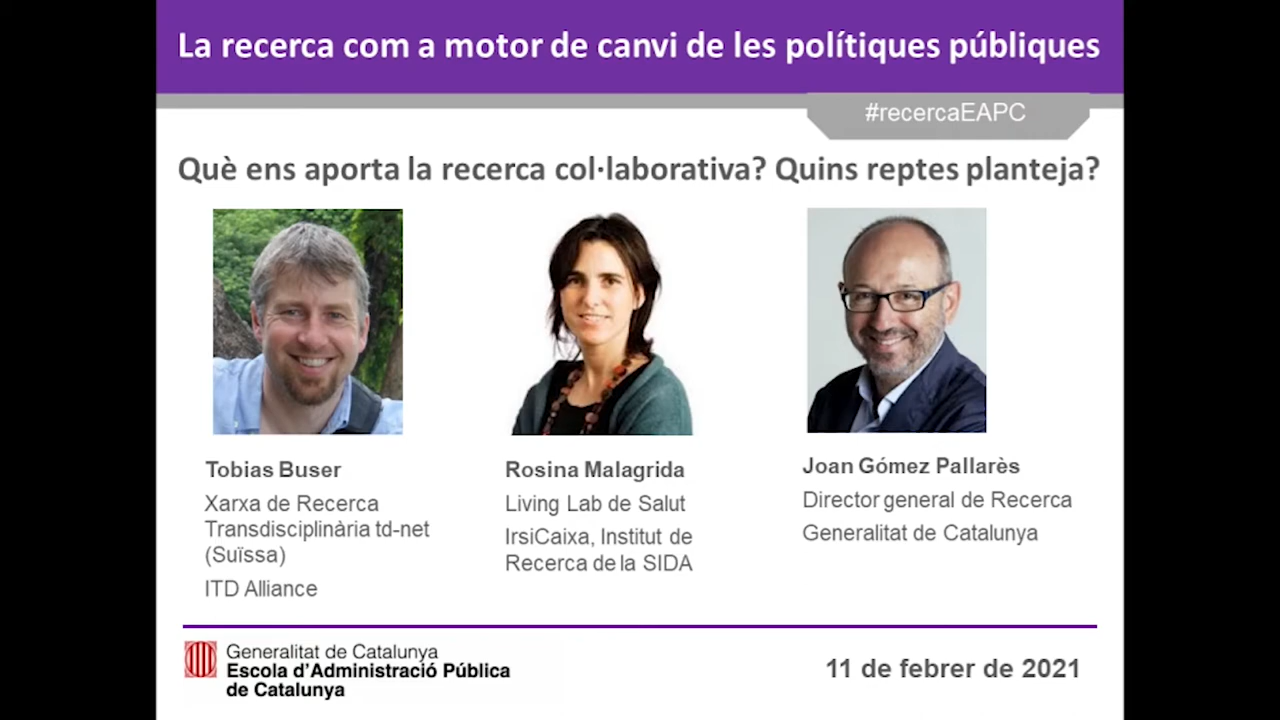 La recerca com a motor de canvi de les polítiques públiques
#recercaEAPC
Què ens aporta la recerca col·laborativa? Quins reptes planteja?
Tobias Buser
Xarxa de Recerca
Transdisciplinària td-net
(Suïssa)
ITD Alliance
Rosina Malagrida
Living Lab de Salut
IrsiCaixa, Institut de
Recerca de la SIDA
Joan Gómez Pallarès
Director general de Recerca
Generalitat de Catalunya
Generalitat de Catalunya
Escola d'Administració Pública
de Catalunya
11 de febrer de 2021